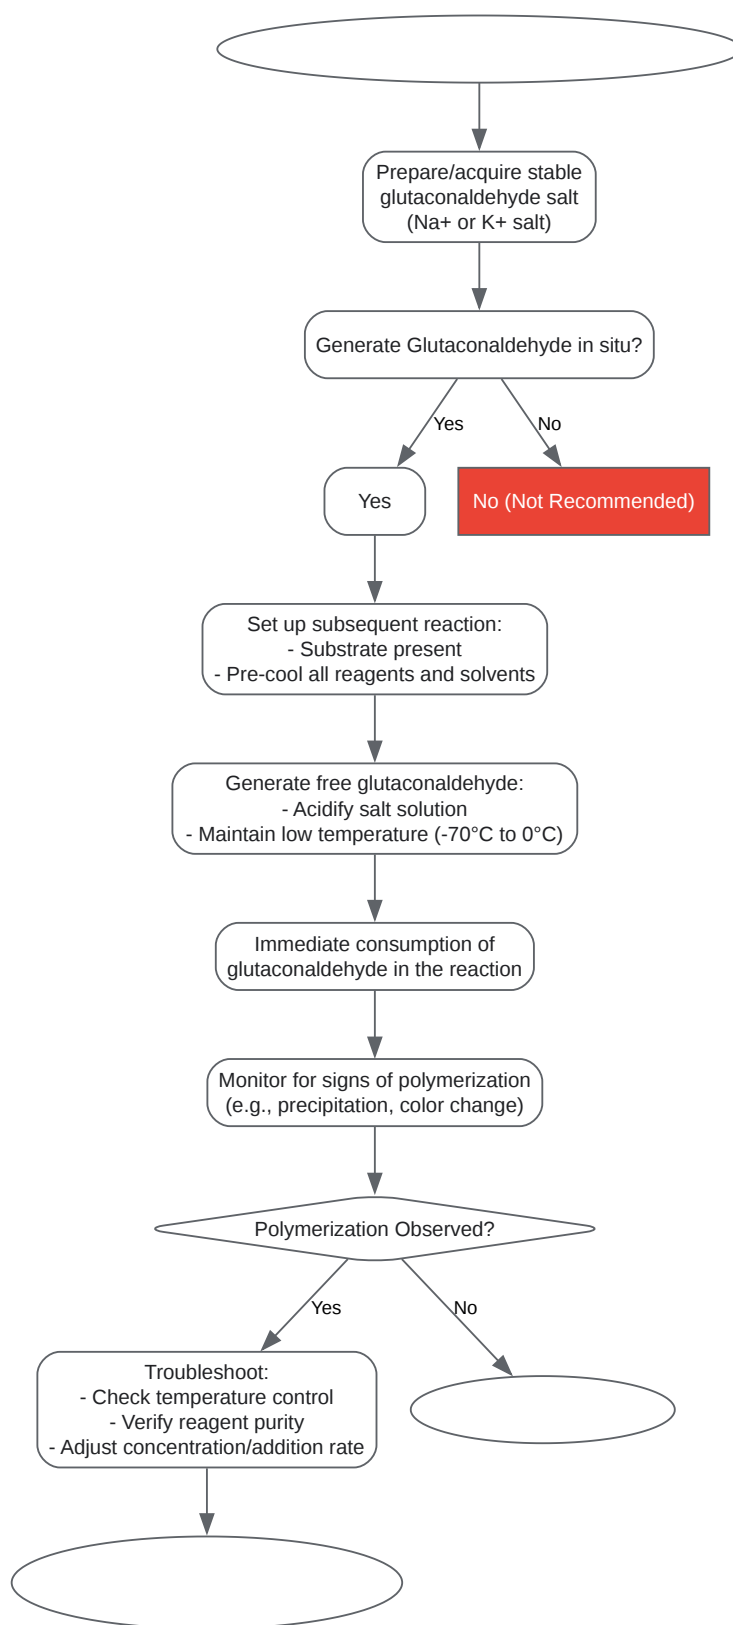 Prepare/acquire stable
glutaconaldehyde salt
(Na+ or K+ salt)
Generate Glutaconaldehyde in situ?
Yes
No
Yes
No (Not Recommended)
Set up subsequent reaction:
- Substrate present
- Pre-cool all reagents and solvents
Generate free glutaconaldehyde:
- Acidify salt solution
- Maintain low temperature (-70°C to 0°C)
Immediate consumption of
glutaconaldehyde in the reaction
Monitor for signs of polymerization
(e.g., precipitation, color change)
Polymerization Observed?
Yes
No
Troubleshoot:
- Check temperature control
- Verify reagent purity
- Adjust concentration/addition rate